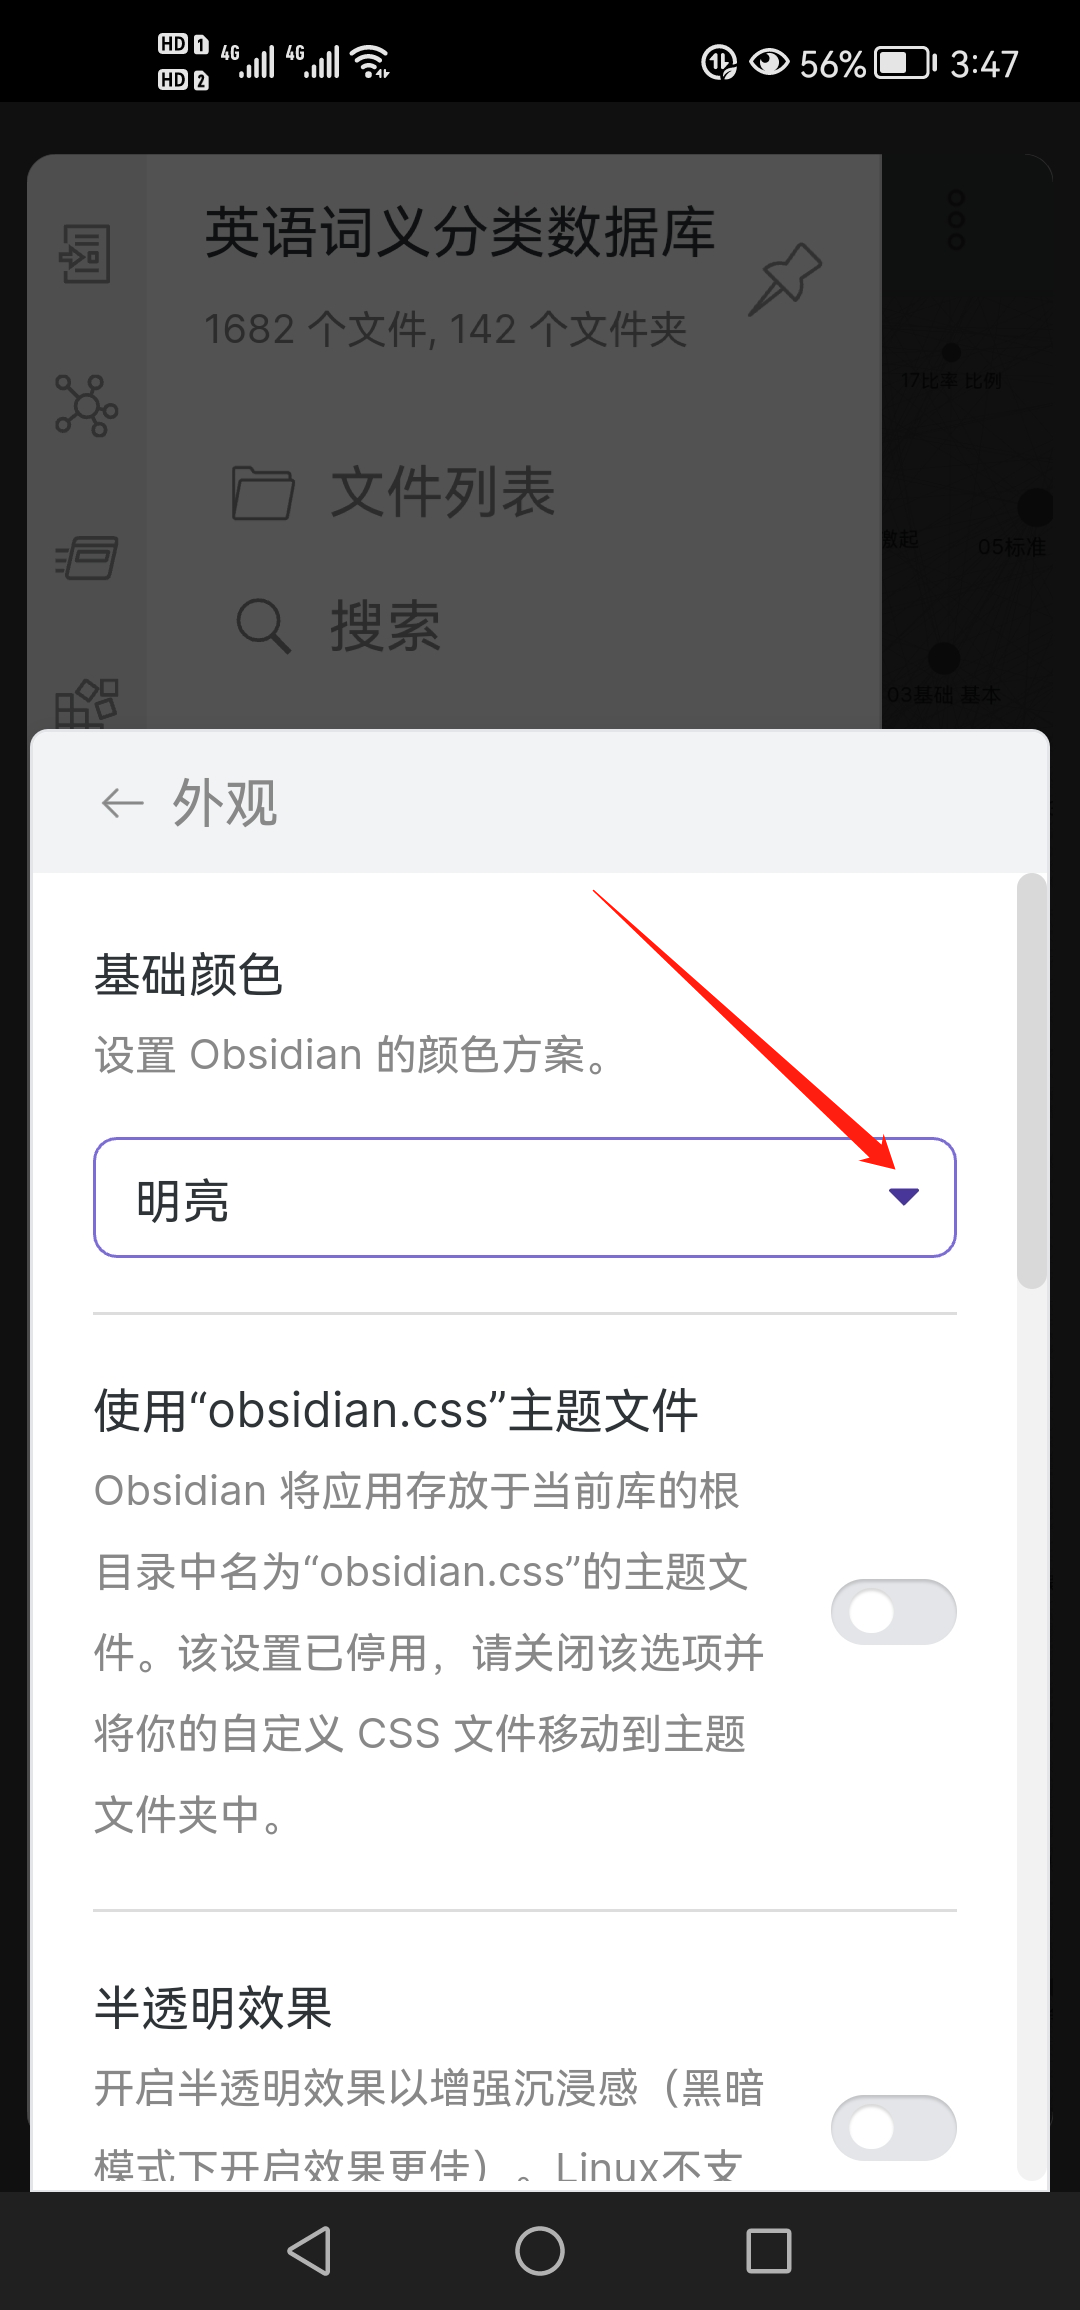 HD 1 4G 4G 56% 3:47
HD 2
英语词义分类数据库
1682 个文件, 142 个文件夹
17比率 比例
文件列表
激起
05标准
搜索
03基础 基本
外观
基础颜色
设置 Obsidian 的颜色方案。
明亮
使用“obsidian.css”主题文件
Obsidian 将应用存放于当前库的根
目录中名为“obsidian.css”的主题文
件。该设置已停用，请关闭该选项并
将你的自定义 CSS 文件移动到主题
文件夹中。
半透明效果
开启半透明效果以增强沉浸感（黑暗
模式下开启效果更佳）。Linux不支